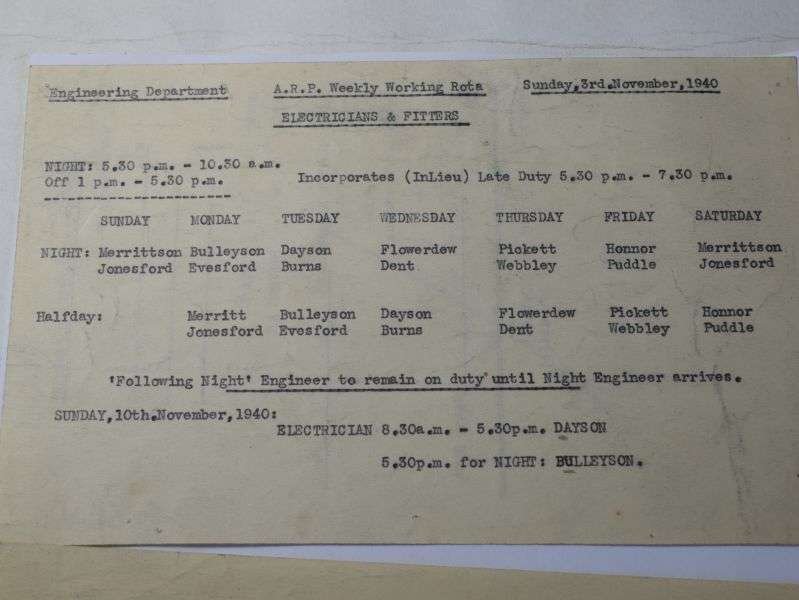 Engineering Department A.R.P. Weekly Working Rota Sunday,3rd.November,1940
ELECTRICIANS & FITTERS
NIGHT: 5.30 p.m. - 10.30 a.m.
Off 1 p.m. - 5.30 p.m. Incorporates (InLieu) Late Duty 5.30 p.m. - 7.30 p.m.
SUNDAY MONDAY TUESDAY WEDNESDAY THURSDAY FRIDAY SATURDAY
NIGHT: Merrittson Bulleyson Dayson Flowerdew Pickett Honnor Merrittson
Jonesford Evesford Burns Dent Webbley Puddle Jonesford
Halfday: Merritt Bulleyson Dayson Flowerdew Pickett Honnor
Jonesford Evesford Burns Dent Webbley Puddle
'Following Night' Engineer to remain on duty until Night Engineer arrives.
SUNDAY,10th.November,1940:
ELECTRICIAN 8.30a.m. - 5.30p.m. DAYSON
5.30p.m. for NIGHT: BULLEYSON.